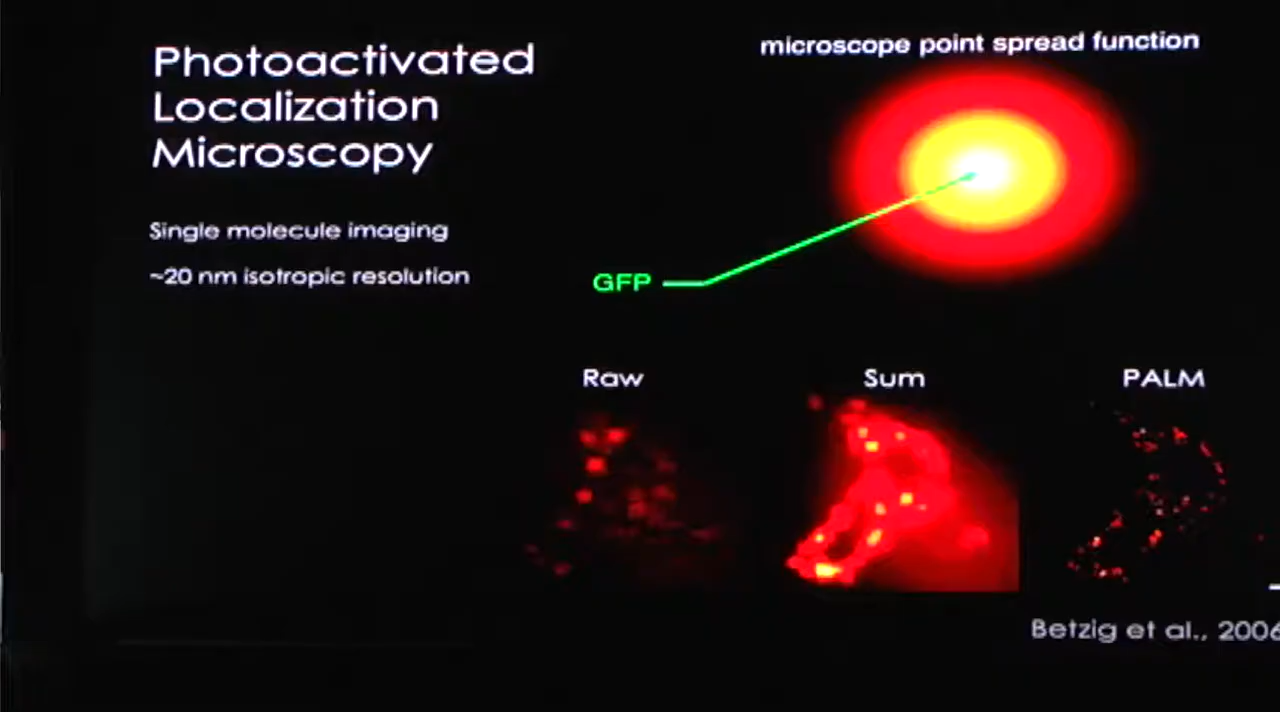 Photoactivated
Localization
Microscopy
Single molecule imaging
~20 nm isotropic resolution
microscope point spread function
GFP
Raw
Sum
PALM
Betzig et al., 2006